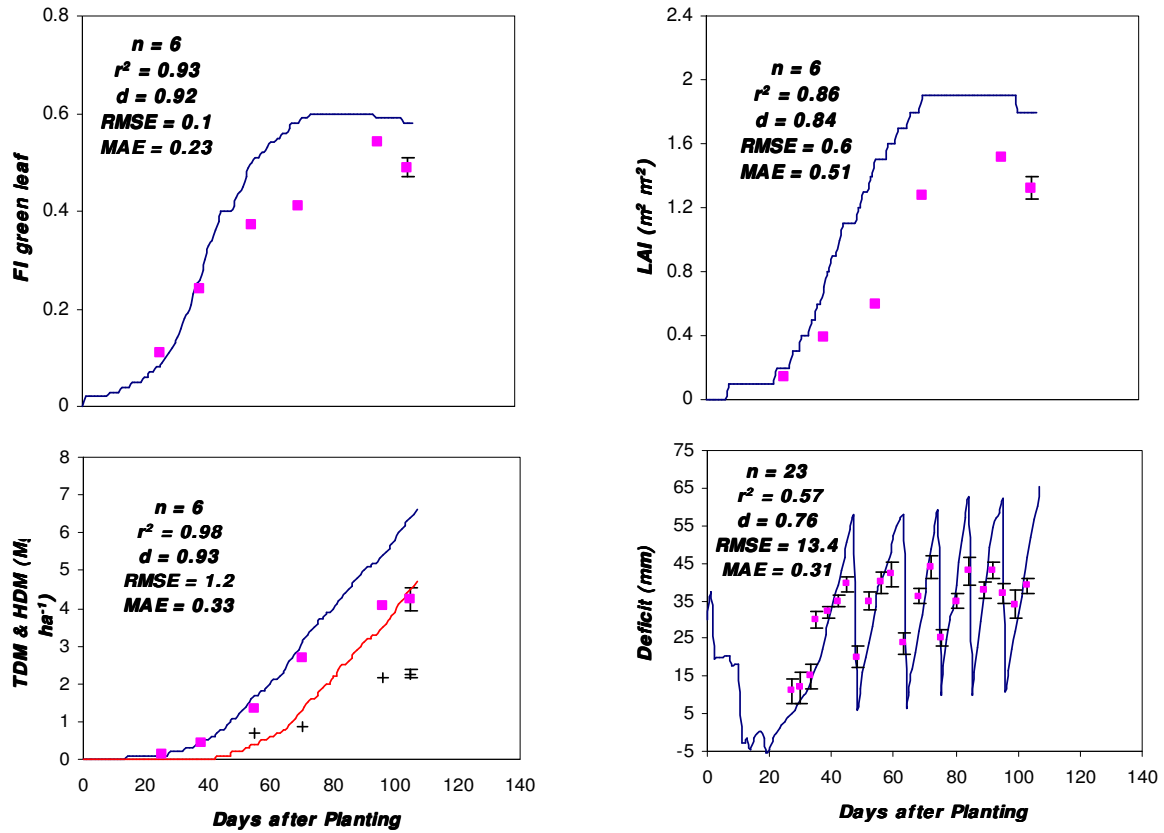 0.8
0.6
0.4
0.2
0
FI green leaf
n = 6
r² = 0.93
d = 0.92
RMSE = 0.1
MAE = 0.23
2.4
2
1.6
1.2
0.8
0.4
0
LAI (m² m²)
n = 6
r² = 0.86
d = 0.84
RMSE = 0.6
MAE = 0.51
8
7
6
5
4
3
2
1
0
TDM & HDM (M
ha⁻¹)
n = 6
r² = 0.98
d = 0.93
RMSE = 1.2
MAE = 0.33
0 20 40 60 80 100 120 140
Days after Planting
75
65
55
45
35
25
15
5
-5
Deficit (mm)
n = 23
r² = 0.57
d = 0.76
RMSE = 13.4
MAE = 0.31
0 20 40 60 80 100 120 140
Days after Planting